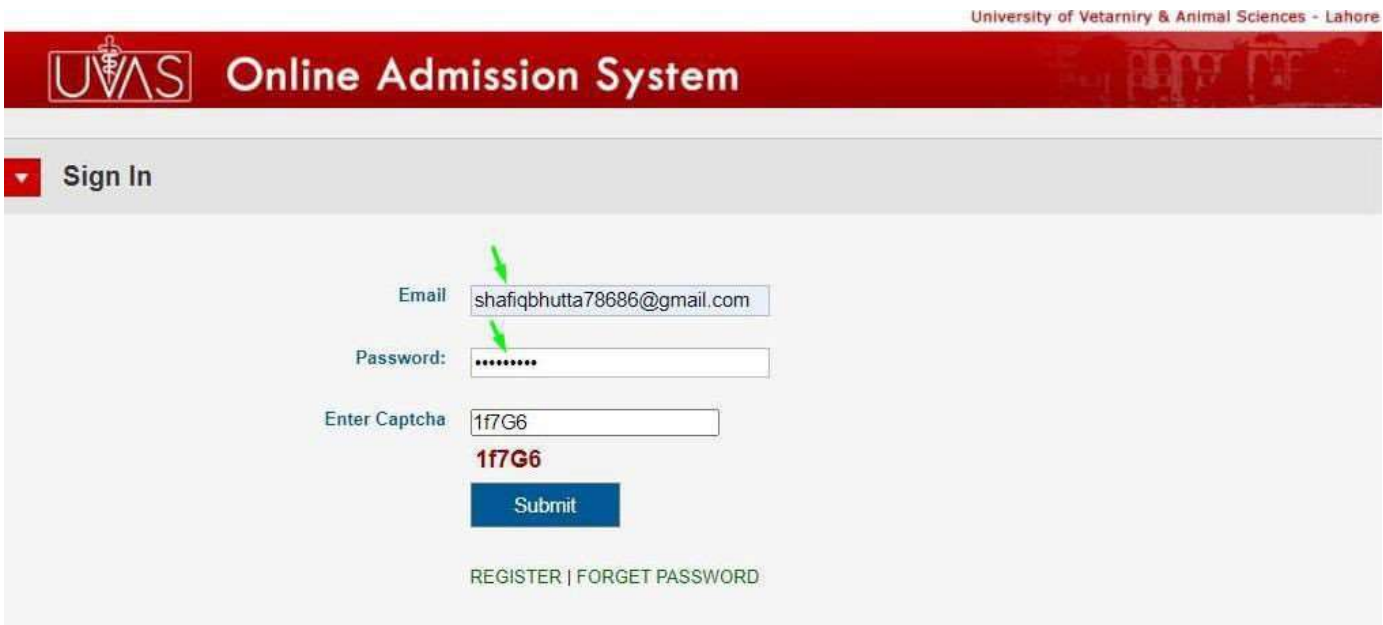 University of Vetarniry & Animal Sciences - Lahore
UVAS Online Admission System
Sign In
Email shafiqbhutta78686@gmail.com
Password: •••••••••
Enter Captcha 1f7G6
1f7G6
Submit
REGISTER | FORGET PASSWORD